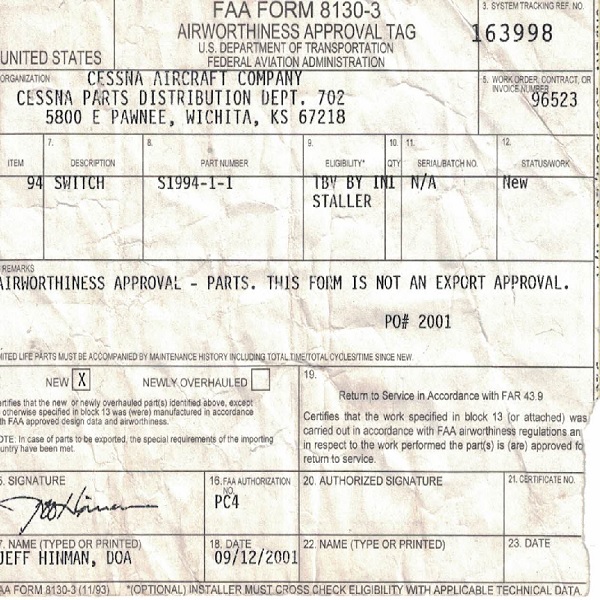 FAA FORM 8130-3
AIRWORTHINESS APPROVAL TAG
U.S. DEPARTMENT OF TRANSPORTATION
FEDERAL AVIATION ADMINISTRATION
UNITED STATES
3. SYSTEM TRACKING REF. NO.
163998
ORGANIZATION
CESSNA AIRCRAFT COMPANY
CESSNA PARTS DISTRIBUTION DEPT. 702
5800 E PAWNEE, WICHITA, KS 67218
5. WORK ORDER, CONTRACT, OR
INVOICE NUMBER
96523
ITEM 7. DESCRIPTION 8. PART NUMBER 9. ELIGIBILITY* 10. QTY 11. SERIAL/BATCH NO. 12. STATUS/WORK
94 SWITCH S1994-1-1 TBV BY IN1 N/A New
STALLER
REMARKS
AIRWORTHINESS APPROVAL - PARTS. THIS FORM IS NOT AN EXPORT APPROVAL.
PO# 2001
MITED LIFE PARTS MUST BE ACCOMPANIED BY MAINTENANCE HISTORY INCLUDING TOTAL TIME/TOTAL CYCLES/TIME SINCE NEW.
NEW X NEWLY OVERHAULED
rtifies that the new or newly overhauled part(s) identified above, except
otherwise specified in block 13 was (were) manufactured in accordance
th FAA approved design data and airworthiness.
OTE: In case of parts to be exported, the special requirements of the importing
untry have been met.
19.
Return to Service in Accordance with FAR 43.9
Certifies that the work specified in block 13 (or attached) was
carried out in accordance with FAA airworthiness regulations an
in respect to the work performed the part(s) is (are) approved fo
return to service.
5. SIGNATURE
16. FAA AUTHORIZATION
NO.
PC4
20. AUTHORIZED SIGNATURE
21. CERTIFICATE NO.
7. NAME (TYPED OR PRINTED)
JEFF HINMAN, DOA
18. DATE
09/12/2001
22. NAME (TYPED OR PRINTED)
23. DATE
AA FORM 8130-3 (11/93) *(OPTIONAL) INSTALLER MUST CROSS CHECK ELIGIBILITY WITH APPLICABLE TECHNICAL DATA.